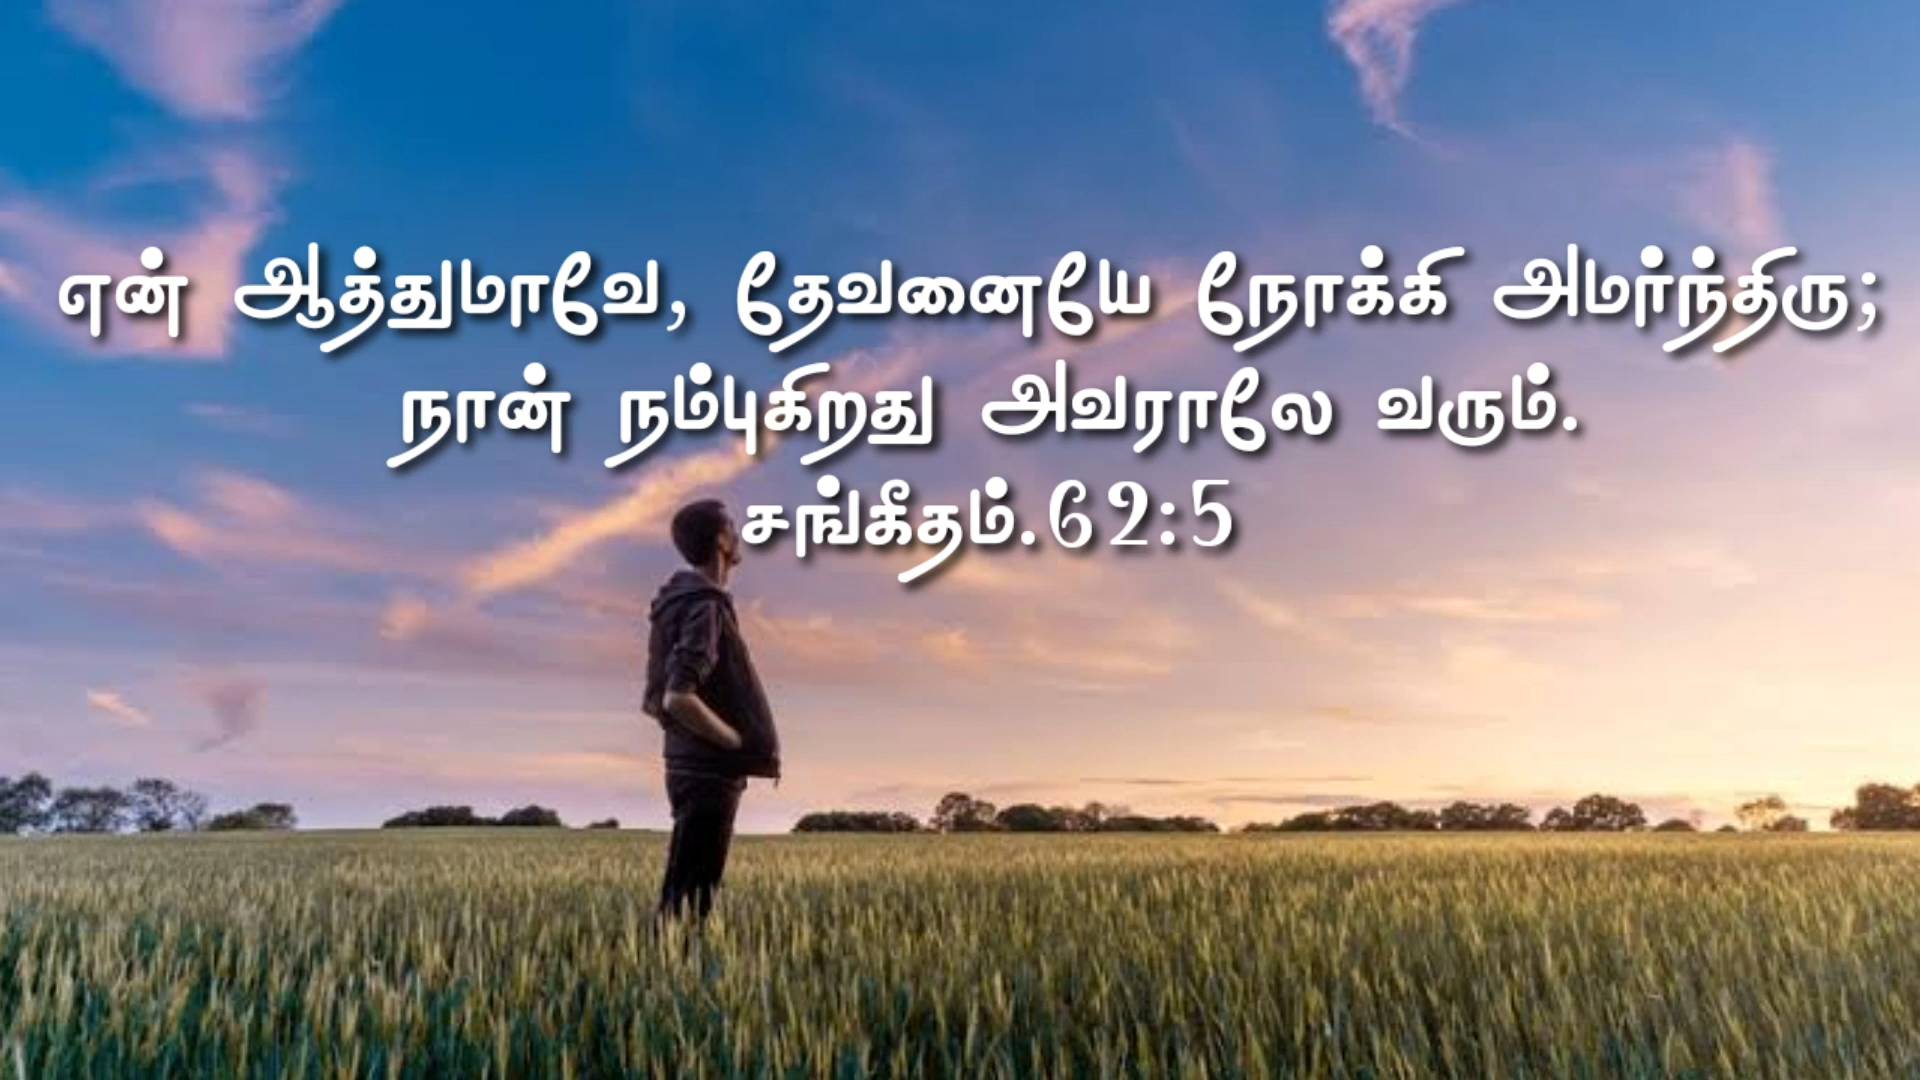 என் ஆத்துமாவே, தேவனையே நோக்கி அமர்ந்திரு;
நான் நம்புகிறது அவராலே வரும்.
சங்கீதம்.62:5